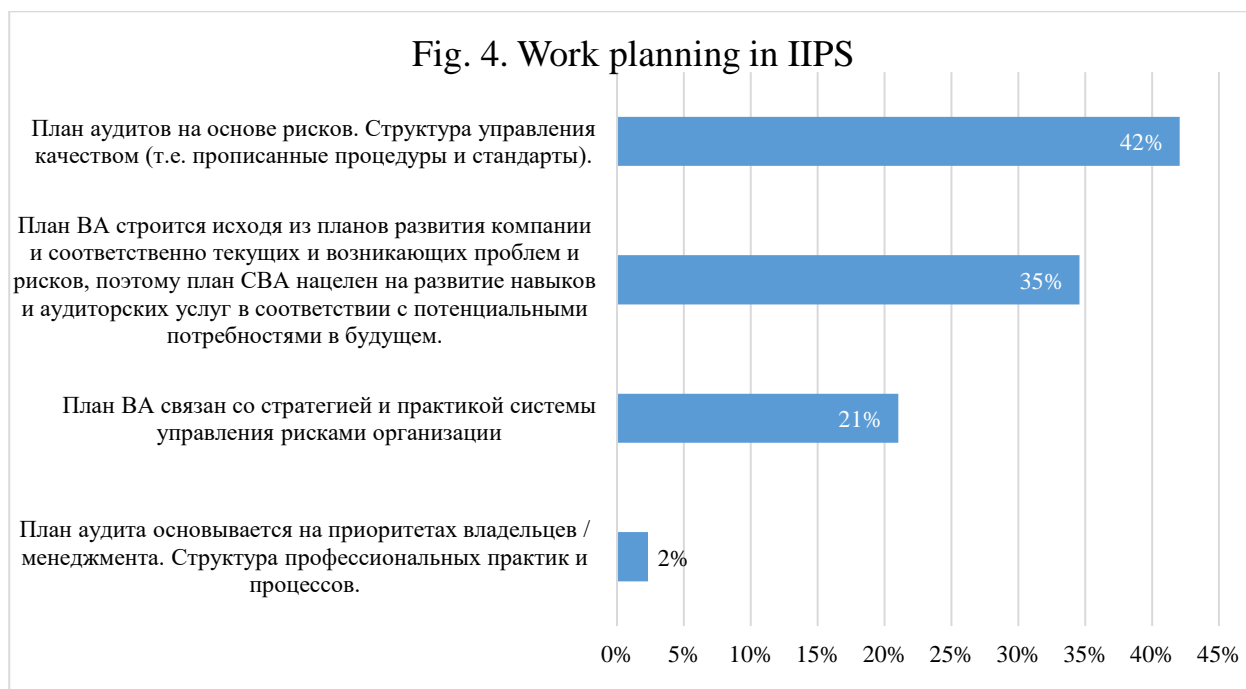 Fig. 4. Work planning in IIPS
План аудитов на основе рисков. Структура управления
качеством (т.е. прописанные процедуры и стандарты).
42%
План ВА строится исходя из планов развития компании
и соответственно текущих и возникающих проблем и
рисков, поэтому план СВА нацелен на развитие навыков
и аудиторских услуг в соответствии с потенциальными
потребностями в будущем.
35%
План ВА связан со стратегией и практикой системы
управления рисками организации
21%
План аудита основывается на приоритетах владельцев /
менеджмента. Структура профессиональных практик и
процессов.
2%
0% 5% 10% 15% 20% 25% 30% 35% 40% 45%